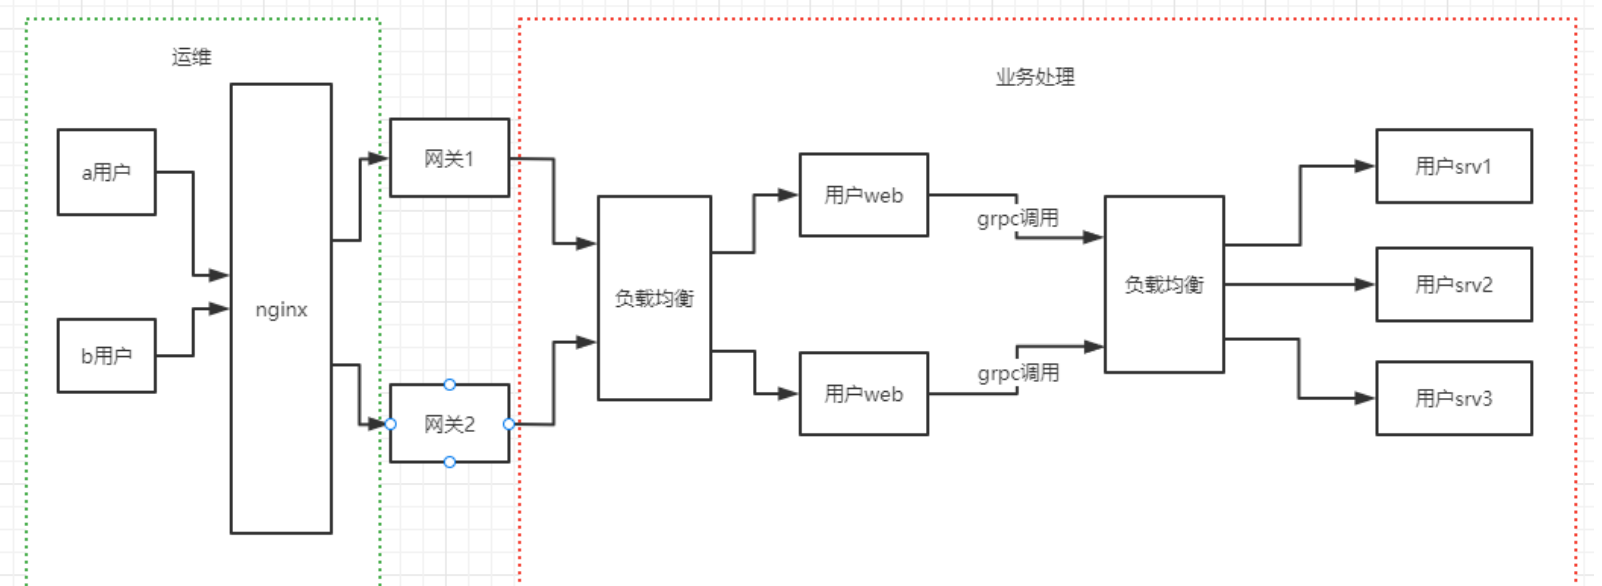 运维
业务处理
a用户
b用户
nginx
网关1
网关2
负载均衡
用户web
用户web
grpc调用
grpc调用
负载均衡
用户srv1
用户srv2
用户srv3